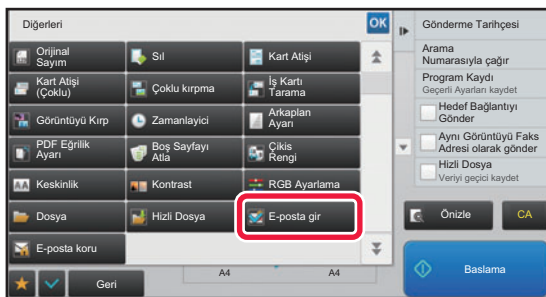 Diğerleri
OK
Orijinal
Sayım
Sıl
Kart Atişi
Kart Atişi
(Çoklu)
Çoklu kırpma
İş Kartı
Tarama
Görüntüyü Kırp
Zamanlayici
Arkaplan
Ayarı
PDF Eğrilik
Ayarı
Boş Sayfayı
Atla
Çikis
Rengi
Keskinlik
Kontrast
RGB Ayarlama
Dosya
Hizli Dosya
E-posta gir
E-posta koru
Geri
A4
A4
Gönderme Tarihçesi
Arama
Numarasıyla çağır
Program Kaydı
Geçerli Ayarları kaydet
Hedef Bağlantıyı
Gönder
Aynı Görüntüyü Faks
Adresi olarak gönder
Hizli Dosya
Veriyi geçici kaydet
Önizle
CA
Baslama